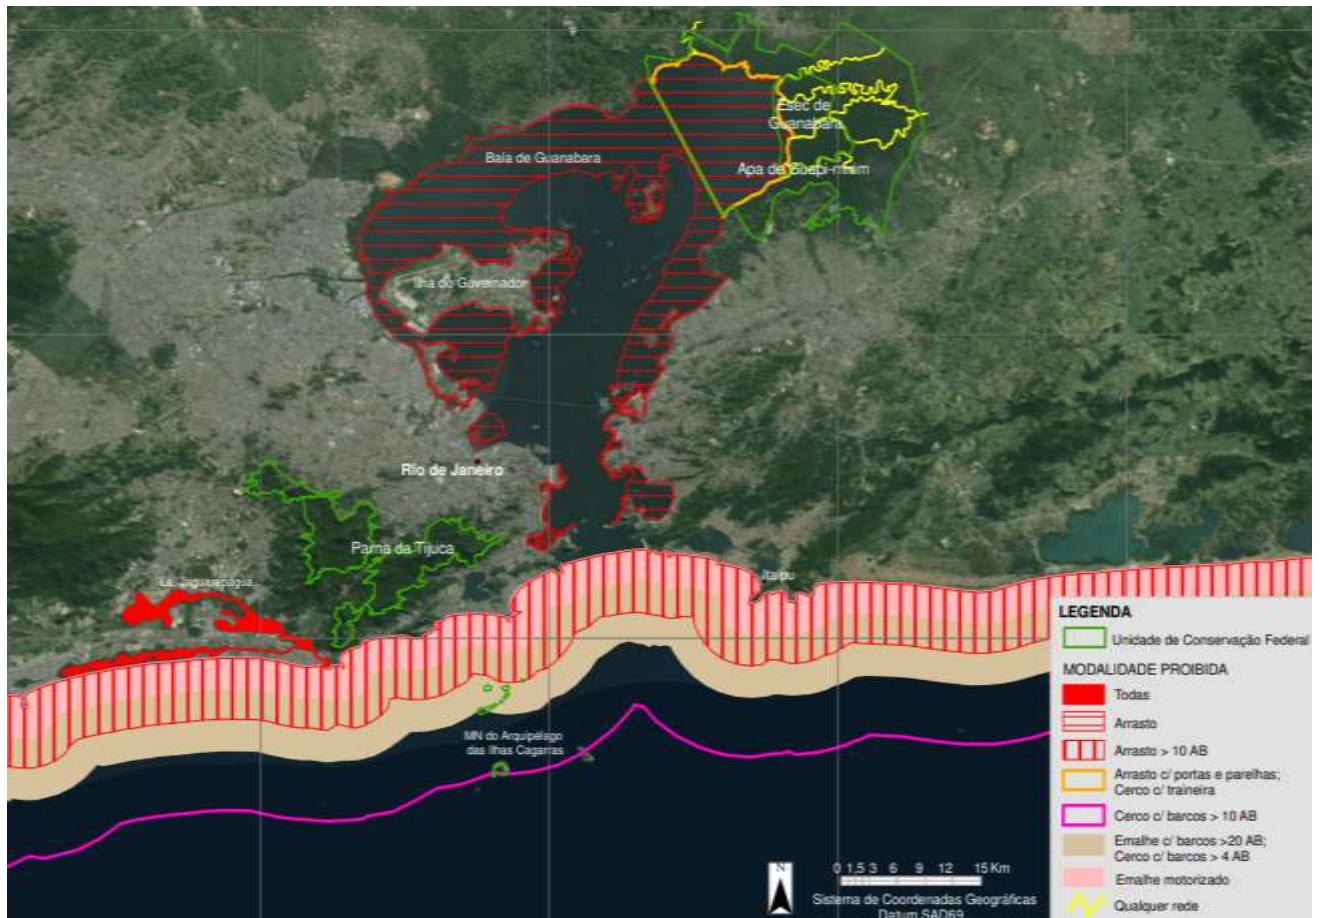 Esec de
Guanabara
Baía de Guanabara
Apa de Guapi-mirim
Ilha do Governador
Rio de Janeiro
Parna da Tijuca
La. Jaguarepagua
Itaipu
MN do Arquipélago
das Ilhas Cagarras
LEGENDA
Unidade de Conservação Federal
MODALIDADE PROIBIDA
Todas
Arrasto
Arrasto > 10 AB
Arrasto c/ portas e parelhas;
Cerco c/ traineira
Cerco c/ barcos > 10 AB
Emalhe c/ barcos >20 AB;
Cerco c/ barcos > 4 AB
Emalhe motorizado
Qualquer rede
N
0 1,5 3 6 9 12 15 Km
Sistema de Coordenadas Geográficas
Datum SAD69